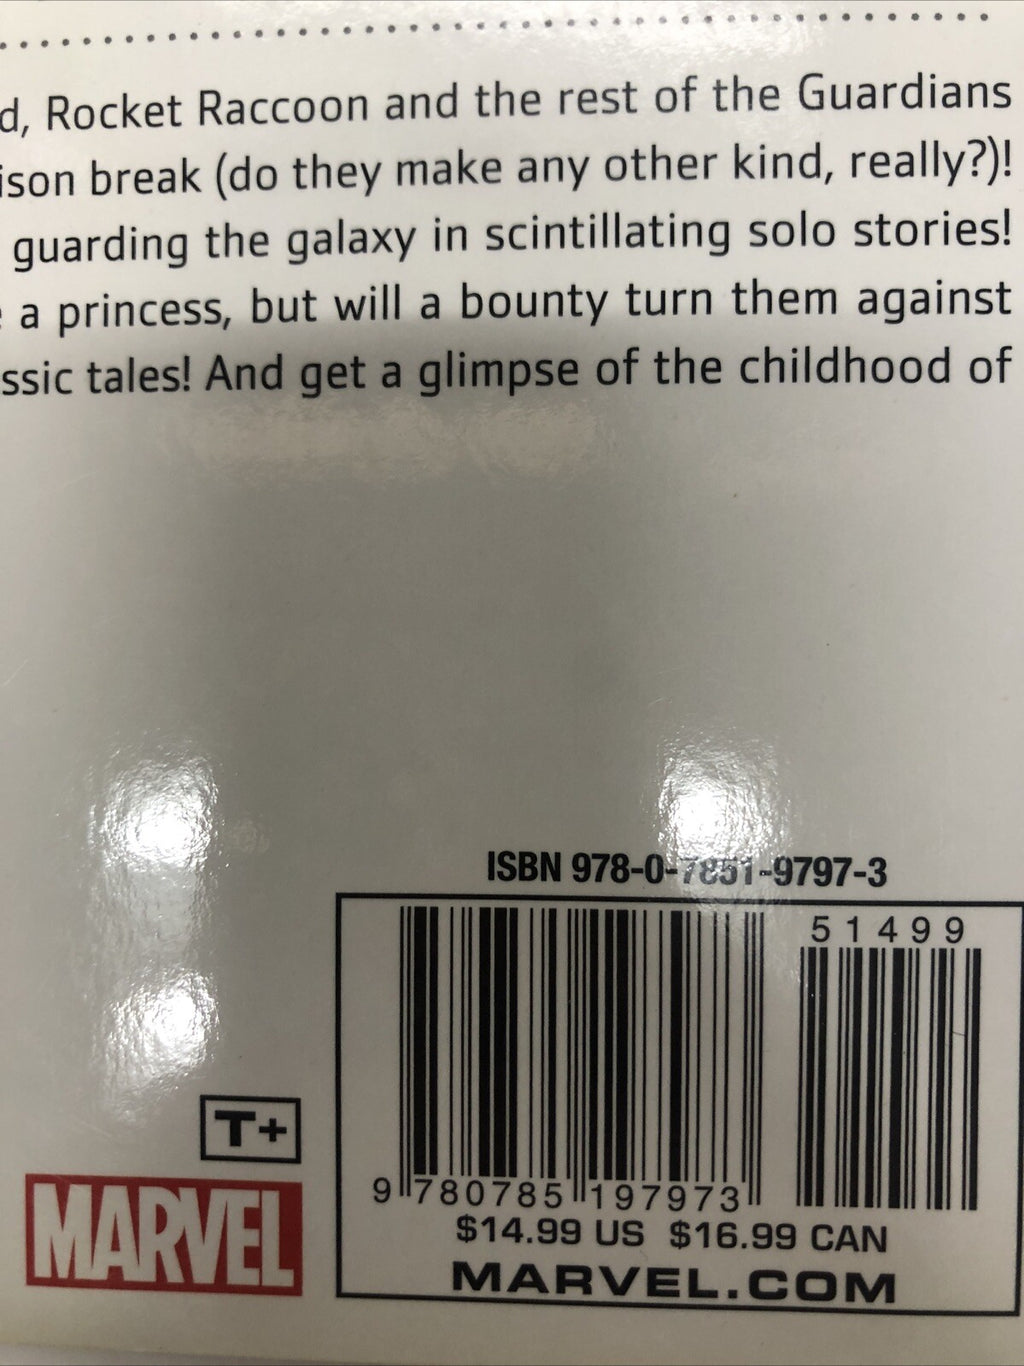 d, Rocket Raccoon and the rest of the Guardians
ison break (do they make any other kind, really?)!
guarding the galaxy in scintillating solo stories!
a princess, but will a bounty turn them against
ssic tales! And get a glimpse of the childhood of
ISBN 978-0-7851-9797-3
51499
9 780785 197973
$14.99 US $16.99 CAN
MARVEL.COM
T+
MARVEL